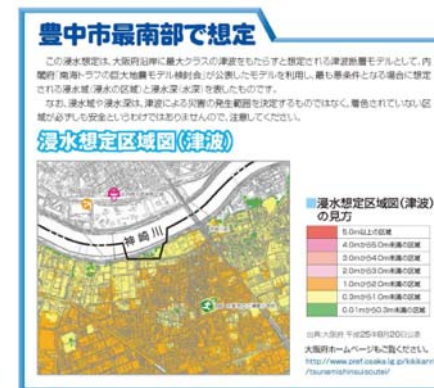 豊中市最南部で想定
この浸水想定は、大阪府沿岸に最大クラスの津波をもたらすと想定される津波断層モデルとして、内
閣府「南海トラフの巨大地震モデル検討会」が公表したモデルを利用し、最も悪条件となる場合に想定
される浸水域(浸水の区域)と浸水深(水深)を表したものです。
なお、浸水域や浸水深は、津波による災害の発生範囲を決定するものではなく、着色されていない区
域が必ずしも安全というわけではありませんので、注意してください。
浸水想定区域図(津波)
神崎川
浸水想定区域図(津波)
の見方
5.0m以上の区域
4.0mから5.0m未満の区域
3.0mから4.0m未満の区域
2.0mから3.0m未満の区域
1.0mから2.0m未満の区域
0.3mから1.0m未満の区域
0.01mから0.3m未満の区域
出典:大阪府 平成25年8月20日公表
大阪府ホームページもご覧ください。
http://www.pref.osaka.lg.jp/kikikanri
/tsunamishinsuisoutei/